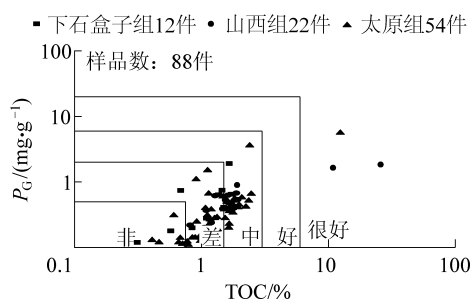 ■ 下石盒子组12件 ● 山西组22件 ▲ 太原组54件
样品数：88件
100
10
1
P_G/(mg•g⁻¹)
非 差 中 好 很好
0.1 1 10 100
TOC/%